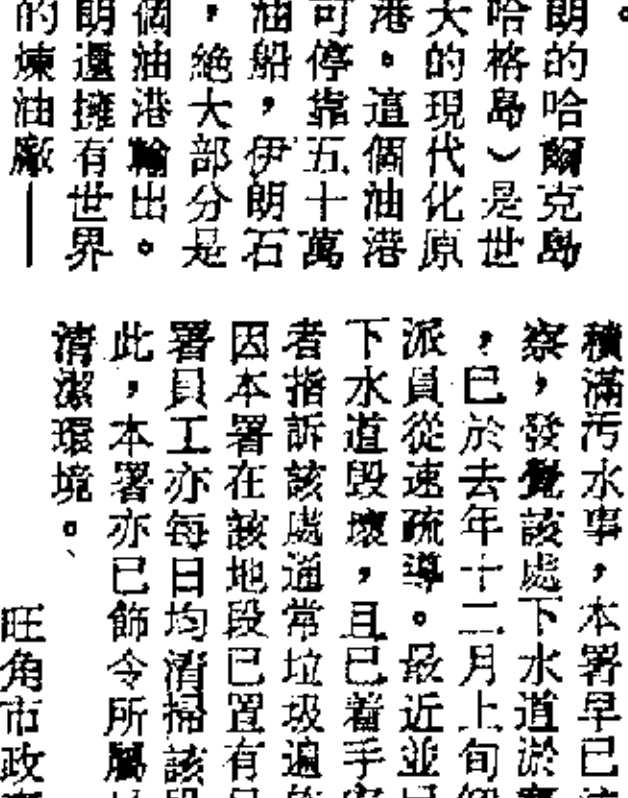 。
朗的哈爾克島
哈格島）是世
大的現代化原
港。這個油港
可停靠五十萬
油船，伊朗石
，絕大部分是
個油港輸出。
朗還擁有世界
的煉油廠——
積滿污水事，本署早已
察，發覺該處下水道淤
，已於去年十二月上旬
派員從速疏導。最近並
下水道毀壞，且已着手
者指訴該處通常垃圾遍
因本署在該地段已置有
署員工亦每日均清掃該
此，本署亦已飭令所屬
清潔環境。
旺角市政